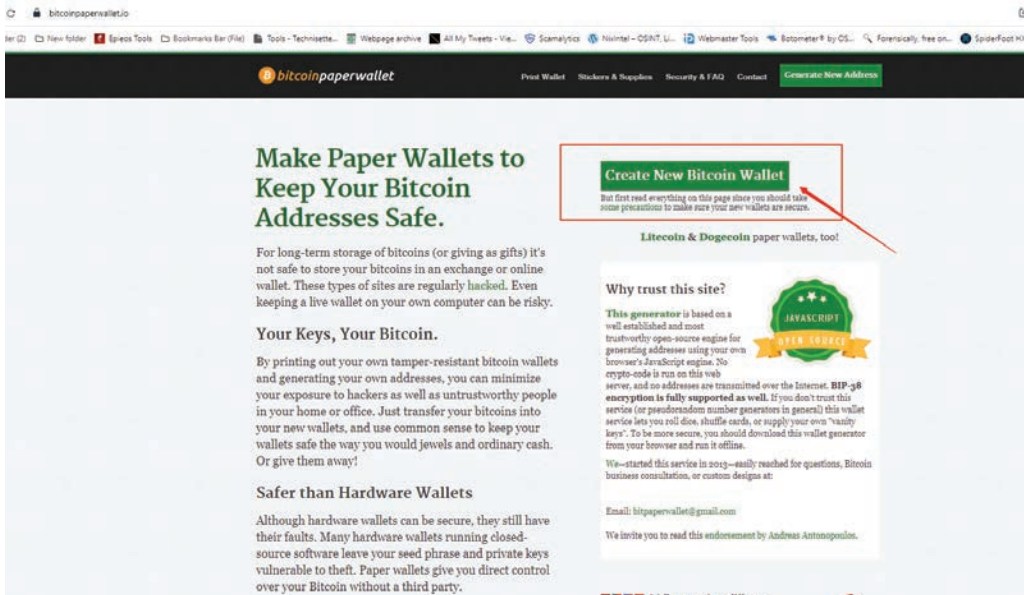 bitcoinpaperwallet.io
der (2) New folder Epieos Tools Bookmarks Bar (File) Tools - Technisette... Webpage archive All My Tweets - Vie... Scamalytics Nixintel – OSINT, Li... Webmaster Tools Botometer® by OS... Forensically, free on... SpiderFoot HX
bitcoinpaperwallet
Print Wallet Stickers & Supplies Security & FAQ Contact Generate New Address
Make Paper Wallets to
Keep Your Bitcoin
Addresses Safe.
For long-term storage of bitcoins (or giving as gifts) it's
not safe to store your bitcoins in an exchange or online
wallet. These types of sites are regularly hacked. Even
keeping a live wallet on your own computer can be risky.
Your Keys, Your Bitcoin.
By printing out your own tamper-resistant bitcoin wallets
and generating your own addresses, you can minimize
your exposure to hackers as well as untrustworthy people
in your home or office. Just transfer your bitcoins into
your new wallets, and use common sense to keep your
wallets safe the way you would jewels and ordinary cash.
Or give them away!
Safer than Hardware Wallets
Although hardware wallets can be secure, they still have
their faults. Many hardware wallets running closed-
source software leave your seed phrase and private keys
vulnerable to theft. Paper wallets give you direct control
over your Bitcoin without a third party.
Create New Bitcoin Wallet
But first read everything on this page since you should take
some precautions to make sure your new wallets are secure.
Litecoin & Dogecoin paper wallets, too!
Why trust this site?
This generator is based on a
well established and most
trustworthy open-source engine for
generating addresses using your own
browser's JavaScript engine. No
crypto-code is run on this web
server, and no addresses are transmitted over the Internet. BIP-38
encryption is fully supported as well. If you don't trust this
service (or pseudorandom number generators in general) this wallet
service lets you roll dice, shuffle cards, or supply your own "vanity
keys". To be more secure, you should download this wallet generator
from your browser and run it offline.
JAVASCRIPT
OPEN SOURCE
We—started this service in 2013—easily reached for questions, Bitcoin
business consultation, or custom designs at:
Email: bitpaperwallet@gmail.com
We invite you to read this endorsement by Andreas Antonopoulos.